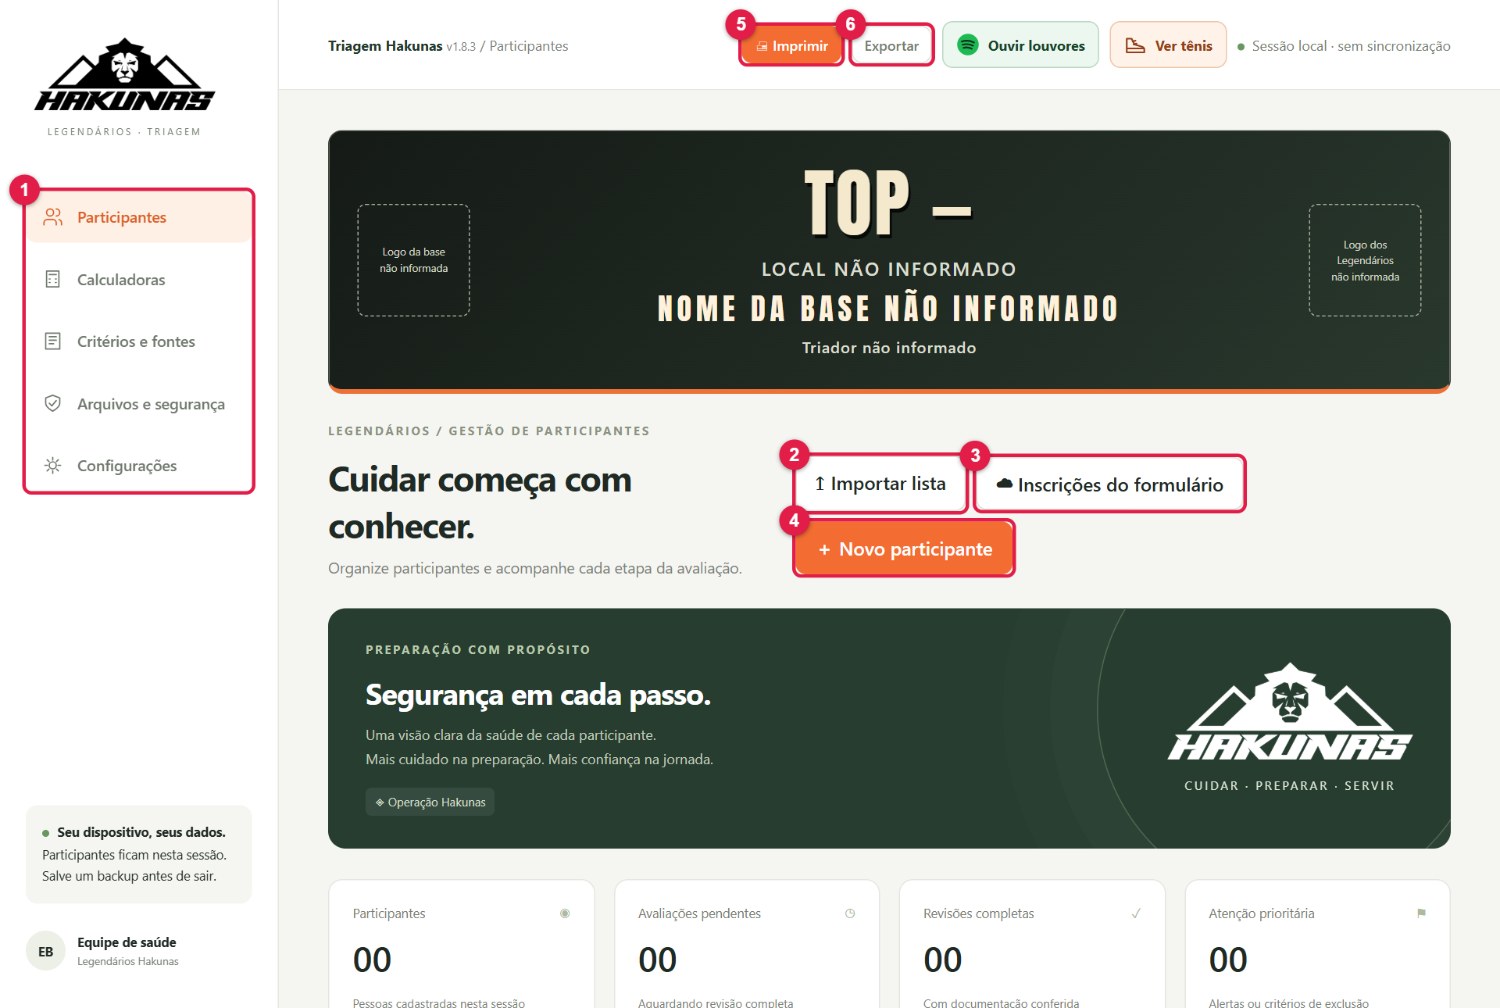 HAKUNAS
LEGENDÁRIOS · TRIAGEM
1
Participantes
Calculadoras
Critérios e fontes
Arquivos e segurança
Configurações
Seu dispositivo, seus dados.
Participantes ficam nesta sessão.
Salve um backup antes de sair.
EB
Equipe de saúde
Legendários Hakunas
Triagem Hakunas v1.8.3 / Participantes
5
Imprimir
6
Exportar
Ouvir louvores
Ver tênis
Sessão local · sem sincronização
Logo da base
não informada
TOP –
LOCAL NÃO INFORMADO
NOME DA BASE NÃO INFORMADO
Triador não informado
Logo dos
Legendários
não informada
LEGENDÁRIOS / GESTÃO DE PARTICIPANTES
Cuidar começa com
conhecer.
Organize participantes e acompanhe cada etapa da avaliação.
2
↥ Importar lista
3
☁ Inscrições do formulário
4
+ Novo participante
PREPARAÇÃO COM PROPÓSITO
Segurança em cada passo.
Uma visão clara da saúde de cada participante.
Mais cuidado na preparação. Mais confiança na jornada.
Operação Hakunas
HAKUNAS
CUIDAR · PREPARAR · SERVIR
Participantes
00
Pessoas cadastradas nesta sessão
Avaliações pendentes
00
Aguardando revisão completa
Revisões completas
00
Com documentação conferida
Atenção prioritária
00
Alertas ou critérios de exclusão